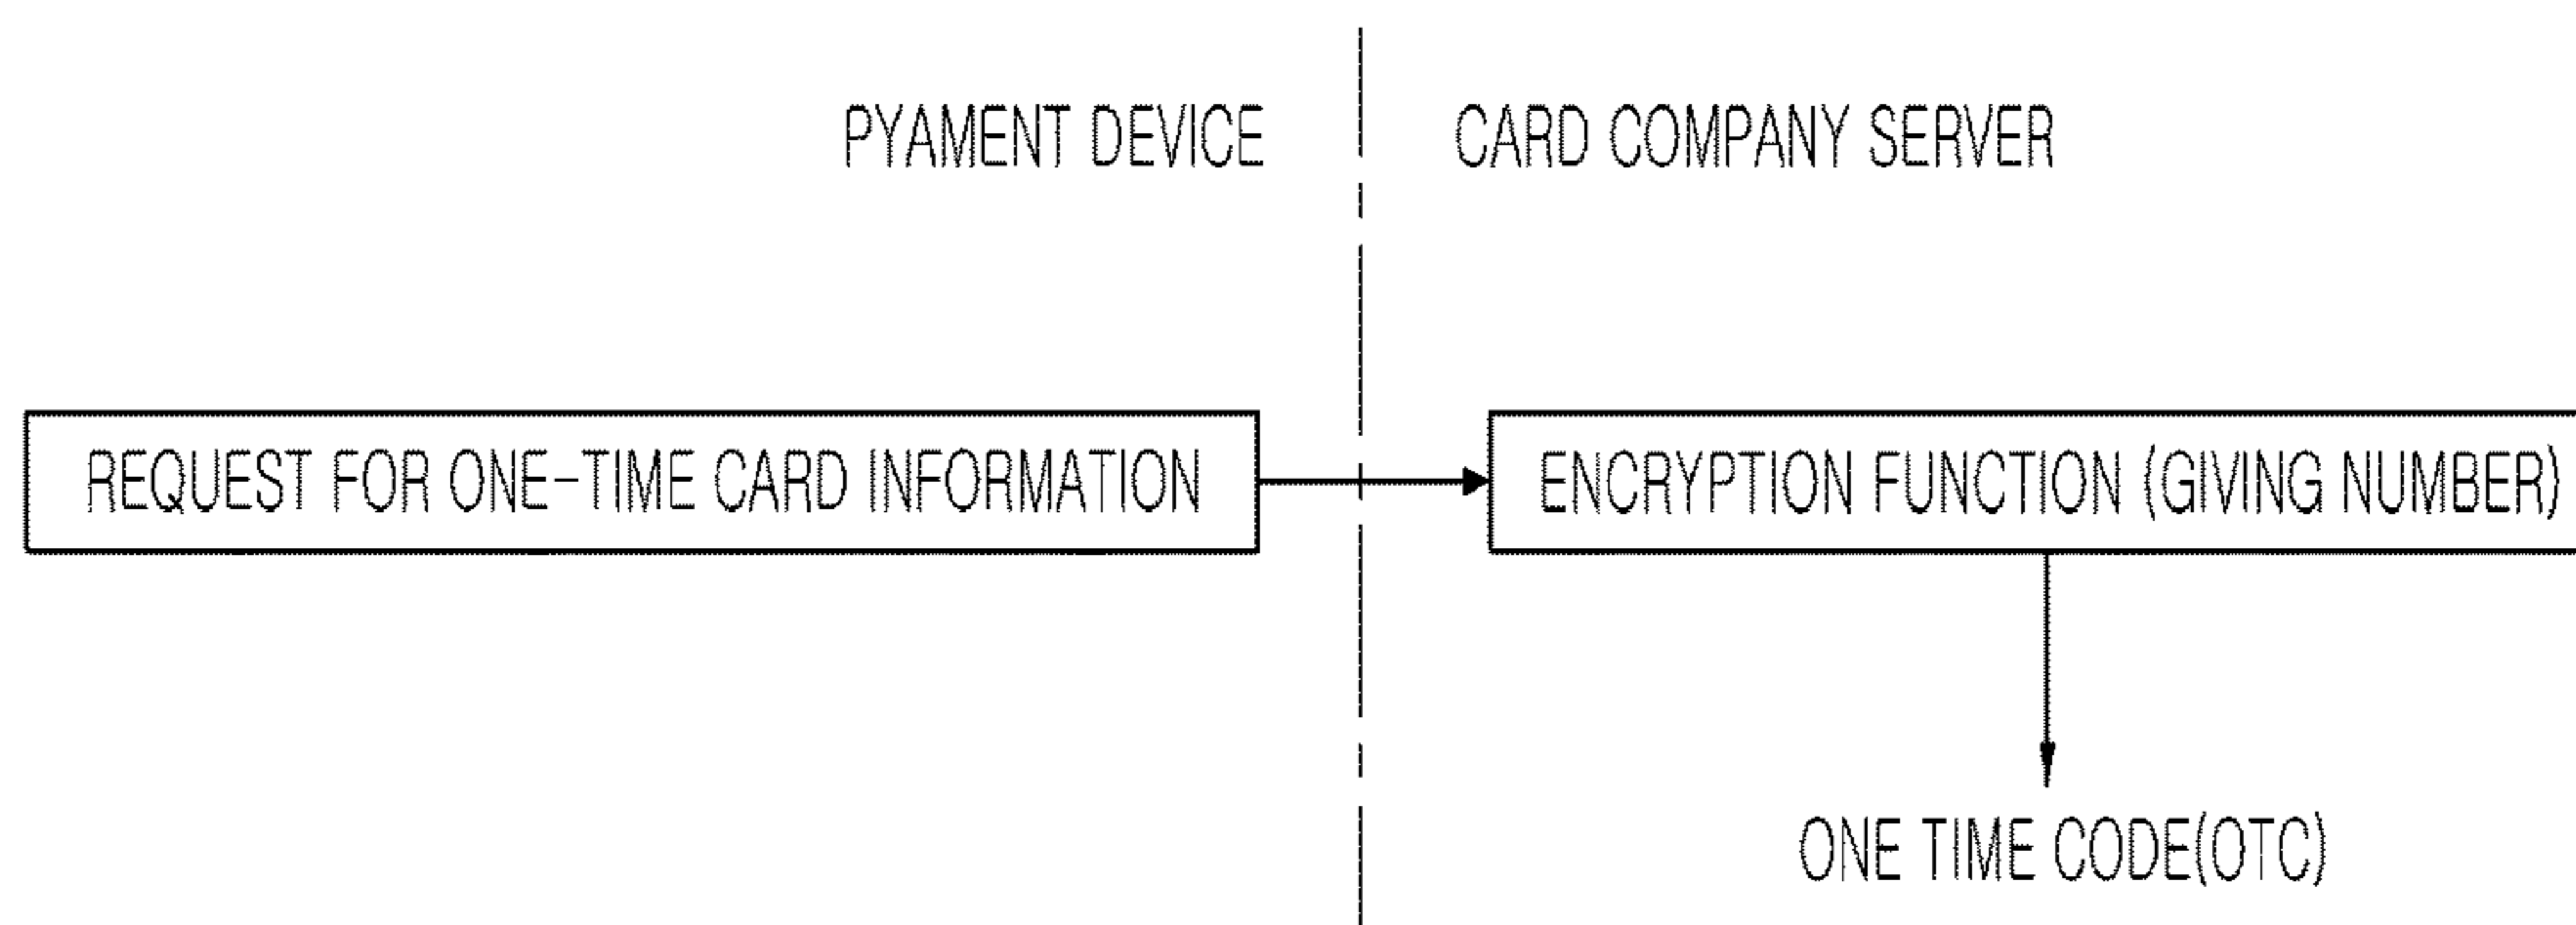 PYAMENT DEVICE
CARD COMPANY SERVER
REQUEST FOR ONE-TIME CARD INFORMATION
ENCRYPTION FUNCTION (GIVING NUMBER)
ONE TIME CODE(OTC)